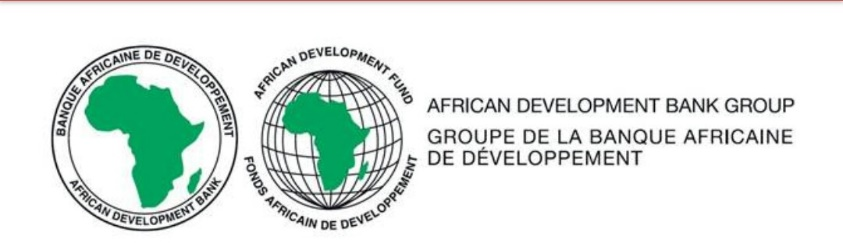 BANQUE AFRICAINE DE DEVELOPPEMENT
AFRICAN DEVELOPMENT BANK
AFRICAN DEVELOPMENT FUND
FONDS AFRICAIN DE DEVELOPPEMENT
AFRICAN DEVELOPMENT BANK GROUP
GROUPE DE LA BANQUE AFRICAINE
DE DÉVELOPPEMENT